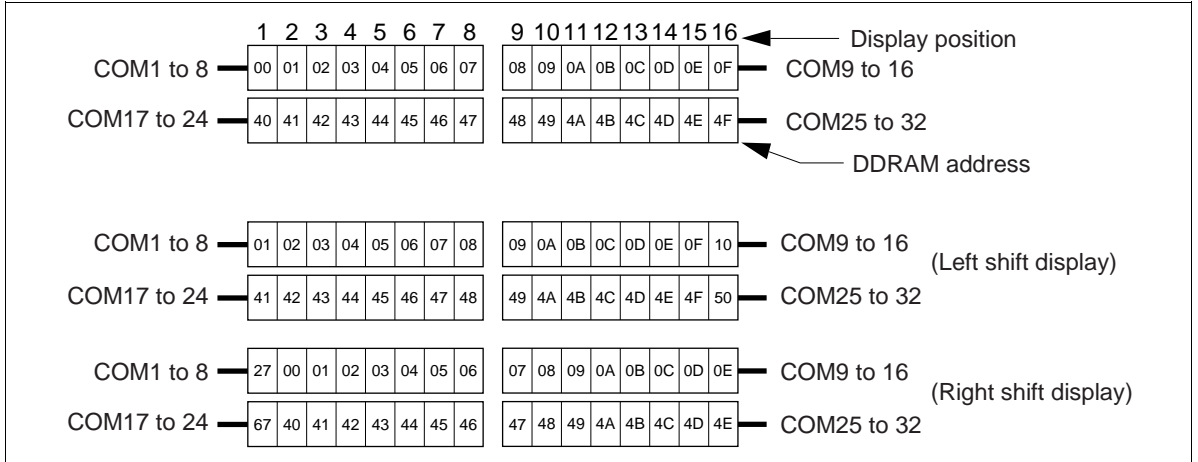 1 2 3 4 5 6 7 8 9 10 11 12 13 14 15 16 Display position
COM1 to 8 00 01 02 03 04 05 06 07 08 09 0A 0B 0C 0D 0E 0F COM9 to 16
COM17 to 24 40 41 42 43 44 45 46 47 48 49 4A 4B 4C 4D 4E 4F COM25 to 32
DDRAM address
COM1 to 8 01 02 03 04 05 06 07 08 09 0A 0B 0C 0D 0E 0F 10 COM9 to 16
(Left shift display)
COM17 to 24 41 42 43 44 45 46 47 48 49 4A 4B 4C 4D 4E 4F 50 COM25 to 32
COM1 to 8 27 00 01 02 03 04 05 06 07 08 09 0A 0B 0C 0D 0E COM9 to 16
(Right shift display)
COM17 to 24 67 40 41 42 43 44 45 46 47 48 49 4A 4B 4C 4D 4E COM25 to 32